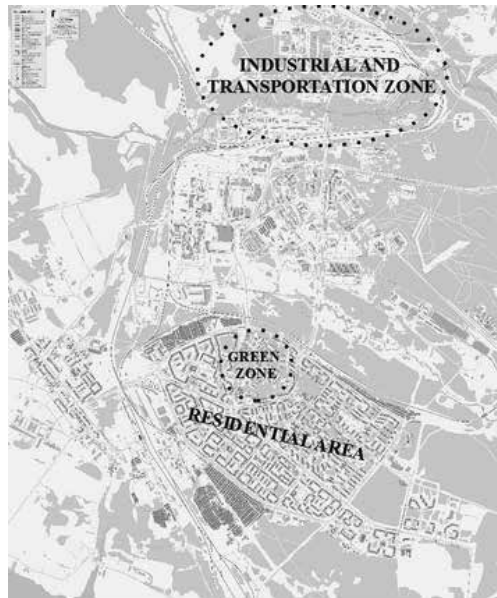 INDUSTRIAL AND
TRANSPORTATION ZONE
GREEN
ZONE
RESIDENTIAL AREA